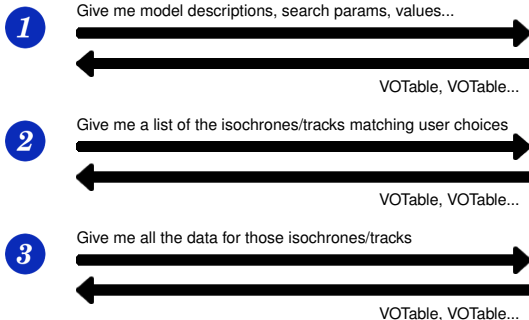 1
Give me model descriptions, search params, values...
VOTable, VOTable...
2
Give me a list of the isochrones/tracks matching user choices
VOTable, VOTable...
3
Give me all the data for those isochrones/tracks
VOTable, VOTable...